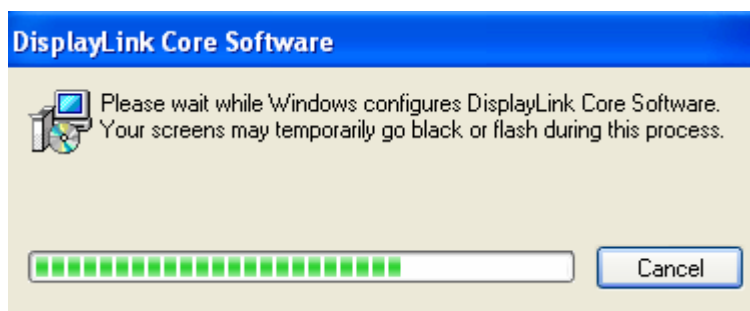 DisplayLink Core Software
Please wait while Windows configures DisplayLink Core Software.
Your screens may temporarily go black or flash during this process.
Cancel